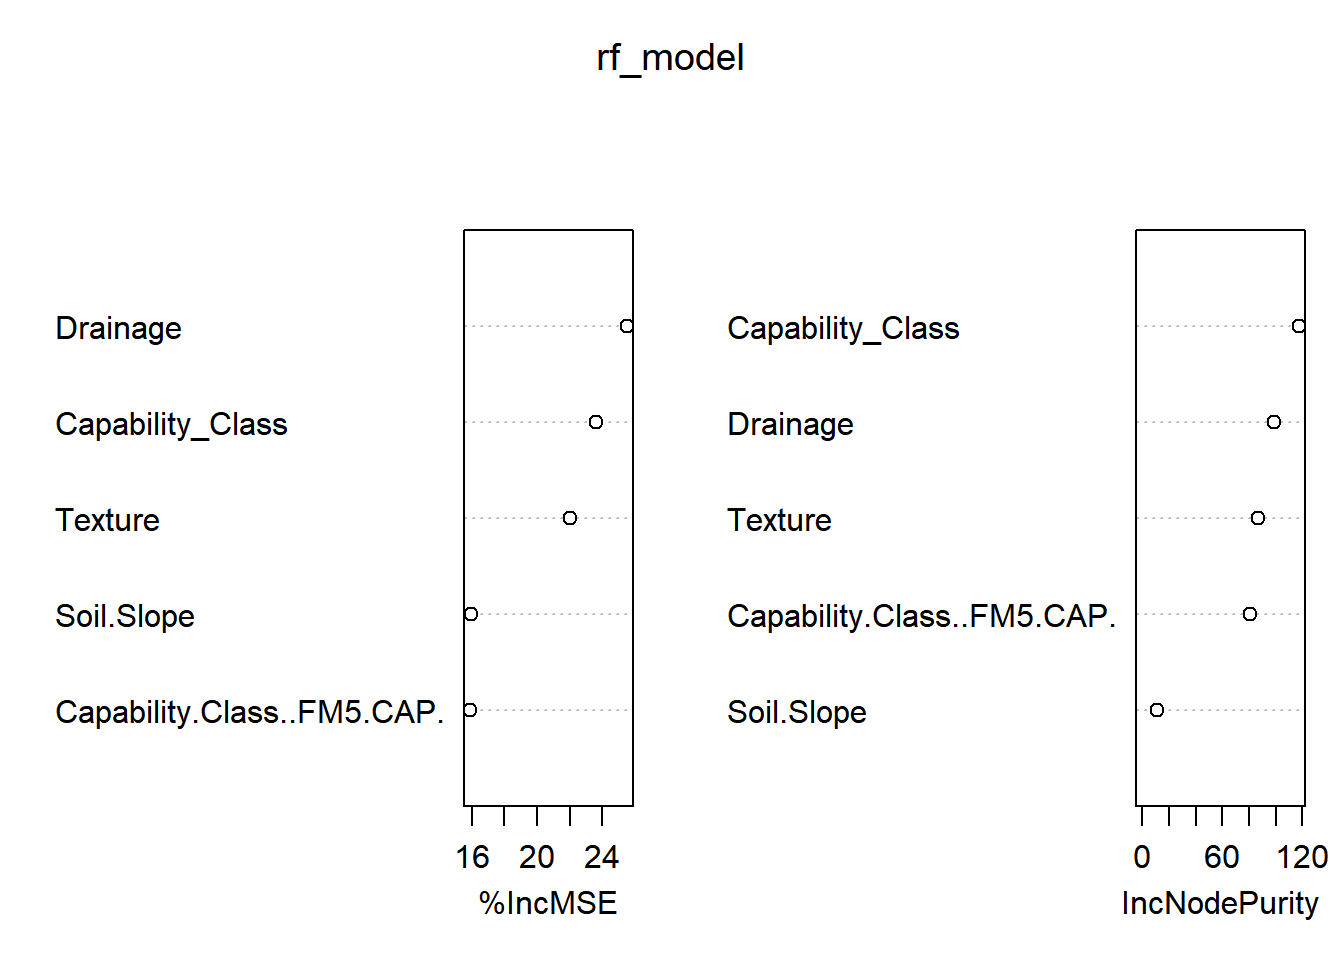 rf_model
Drainage
Capability_Class
Texture
Soil.Slope
Capability.Class..FM5.CAP.
16 20 24
%IncMSE
Capability_Class
Drainage
Texture
Capability.Class..FM5.CAP.
Soil.Slope
0 60 120
IncNodePurity